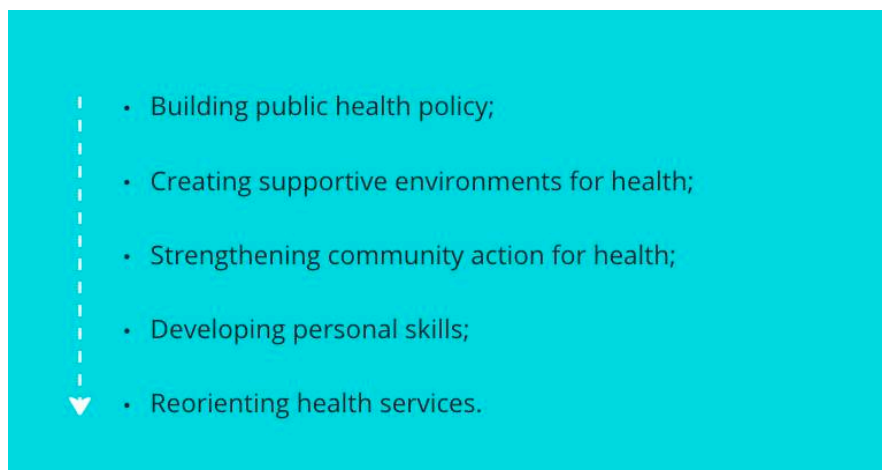 • Building public health policy;
• Creating supportive environments for health;
• Strengthening community action for health;
• Developing personal skills;
• Reorienting health services.